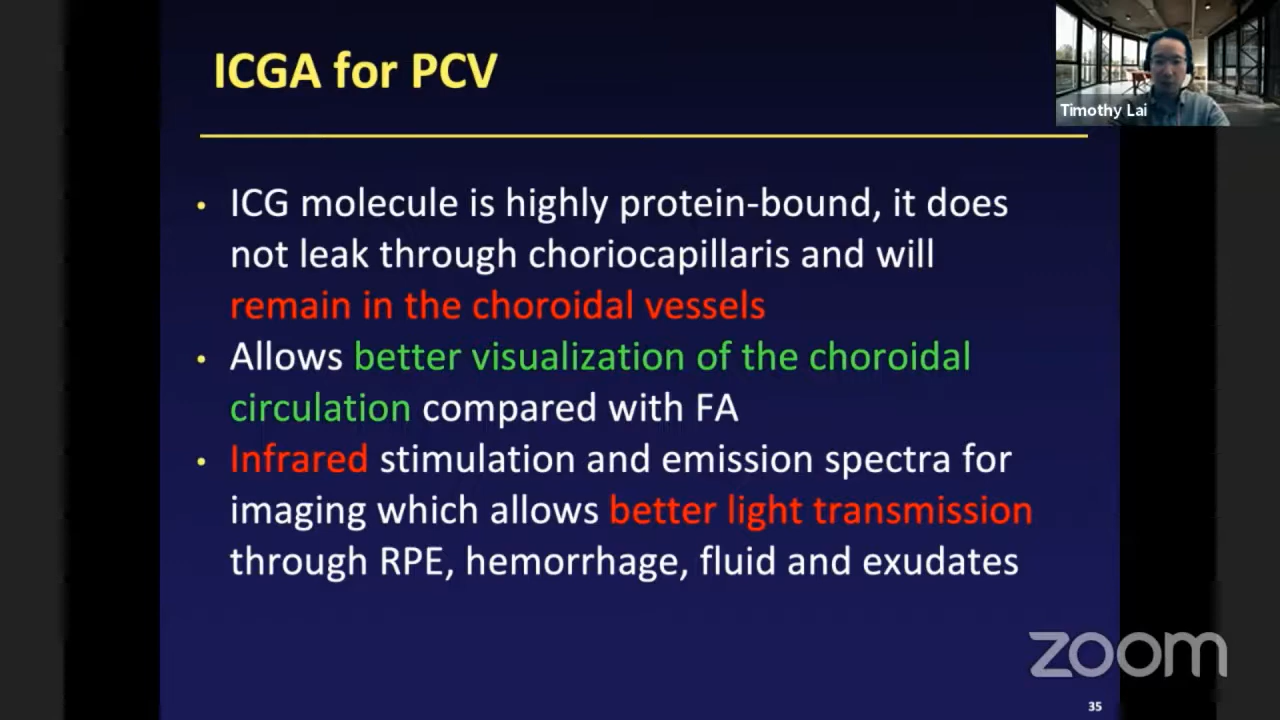 ICGA for PCV
Timothy Lai
• ICG molecule is highly protein-bound, it does
not leak through choriocapillaris and will
remain in the choroidal vessels
• Allows better visualization of the choroidal
circulation compared with FA
• Infrared stimulation and emission spectra for
imaging which allows better light transmission
through RPE, hemorrhage, fluid and exudates
zoom
35